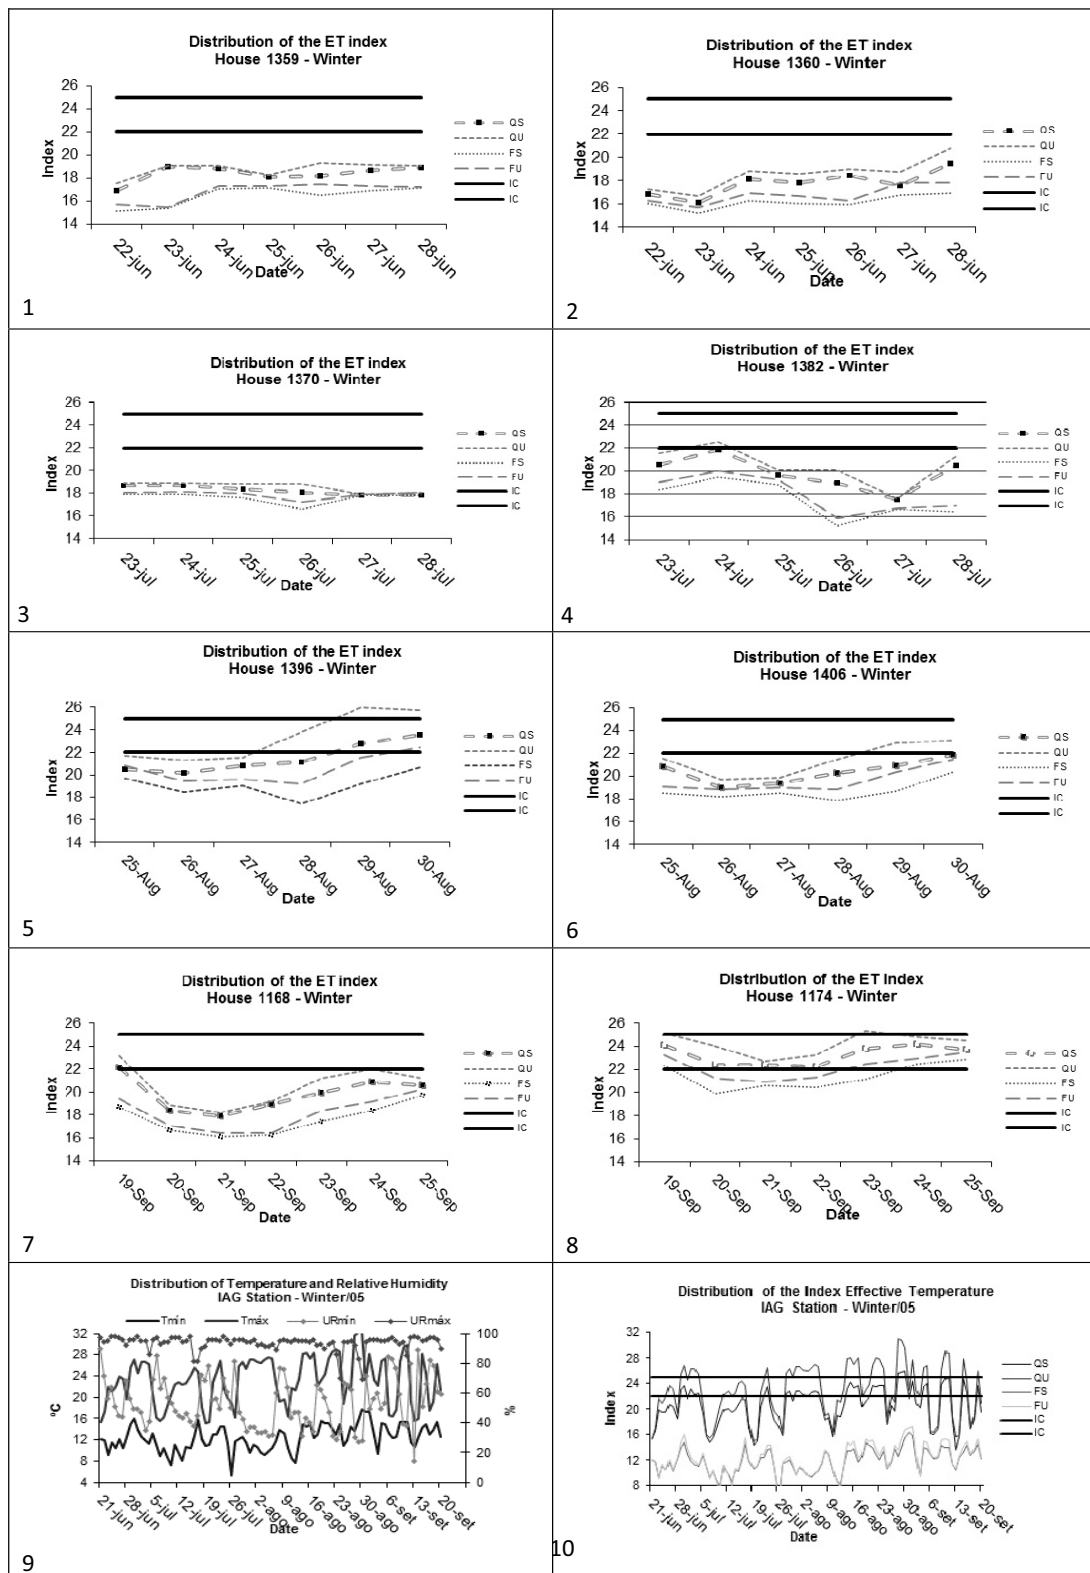 Distribution of the ET index
House 1359 - Winter
26
24
22
20
18
16
14
Index
22-jun
23-jun
24-jun
25-jun
26-jun
27-jun
28-jun
Date
QS
QU
FS
FU
IC
IC
1
Distribution of the ET index
House 1360 - Winter
26
24
22
20
18
16
14
Index
22-jun
23-jun
24-jun
25-jun
26-jun
27-jun
28-jun
Date
QS
QU
FS
FU
IC
IC
2
Distribution of the ET index
House 1370 - Winter
26
24
22
20
18
16
14
Index
23-jul
24-jul
25-jul
26-jul
27-jul
28-jul
Date
QS
QU
FS
FU
IC
IC
3
Distribution of the ET index
House 1382 - Winter
26
24
22
20
18
16
14
Index
23-jul
24-jul
25-jul
26-jul
27-jul
28-jul
Date
QS
QU
FS
FU
IC
IC
4
Distribution of the ET index
House 1396 - Winter
26
24
22
20
18
16
14
Index
25-Aug
26-Aug
27-Aug
28-Aug
29-Aug
30-Aug
Date
QS
QU
FS
FU
IC
IC
5
Distribution of the ET index
House 1406 - Winter
26
24
22
20
18
16
14
Index
25-Aug
26-Aug
27-Aug
28-Aug
29-Aug
30-Aug
Date
QS
QU
FS
FU
IC
IC
6
Distribution of the ET index
House 1168 - Winter
26
24
22
20
18
16
14
Index
19-Sep
20-Sep
21-Sep
22-Sep
23-Sep
24-Sep
25-Sep
Date
QS
QU
FS
FU
IC
IC
7
Distribution of the ET Index
House 1174 - Winter
26
24
22
20
18
16
14
Index
19-Sep
20-Sep
21-Sep
22-Sep
23-Sep
24-Sep
25-Sep
Date
QS
QU
FS
FU
IC
IC
8
Distribution of Temperature and Relative Humidity
IAG Station - Winter/05
Tmín Tmáx URmín URmáx
32
28
24
20
16
12
8
4
ºC
100
80
60
40
20
0
%
21-jun
28-jun
5-jul
12-jul
19-jul
26-jul
2-ago
9-ago
16-ago
23-ago
30-ago
6-set
13-set
20-set
Date
9
Distribution of the Index Effective Temperature
IAG Station - Winter/05
32
28
24
20
16
12
8
Index
21-jun
28-jun
5-jul
12-jul
19-jul
26-jul
2-ago
9-ago
16-ago
23-ago
30-ago
6-set
13-set
20-set
Date
QS
QU
FS
FU
IC
IC
10